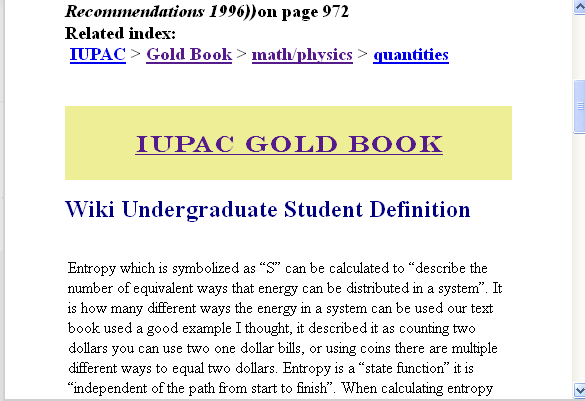 Recommendations 1996))on page 972
Related index:
IUPAC > Gold Book > math/physics > quantities
IUPAC GOLD BOOK
Wiki Undergraduate Student Definition
Entropy which is symbolized as “S” can be calculated to “describe the
number of equivalent ways that energy can be distributed in a system”. It
is how many different ways the energy in a system can be used our text
book used a good example I thought, it described it as counting two
dollars you can use two one dollar bills, or using coins there are multiple
different ways to equal two dollars. Entropy is a “state function” it is
“independent of the path from start to finish”. When calculating entropy